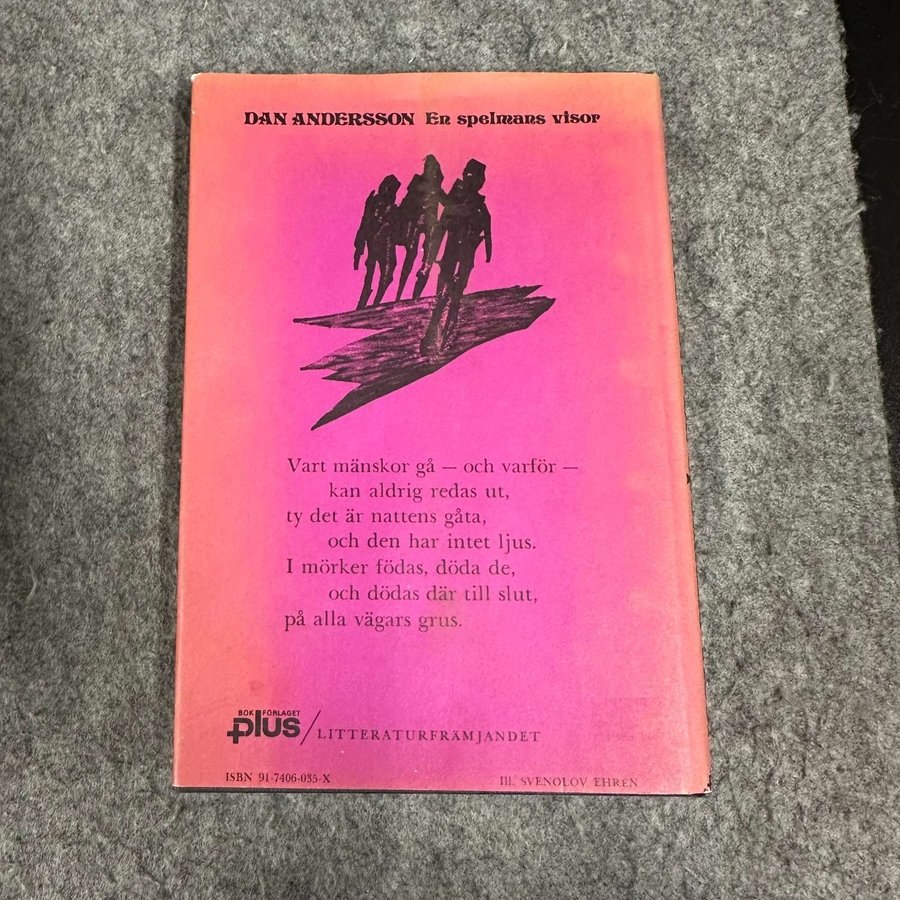 DAN ANDERSSON En spelmans visor
Vart mänskor gå – och varför –
kan aldrig redas ut,
ty det är nattens gåta,
och den har intet ljus.
I mörker födas, döda de,
och dödas där till slut,
på alla vägars grus.
BOK FÖRLAGET
plus / LITTERATURFRÄMJANDET
ISBN 91-7406-035-X
Ill. SVENOLOV EHRÉN